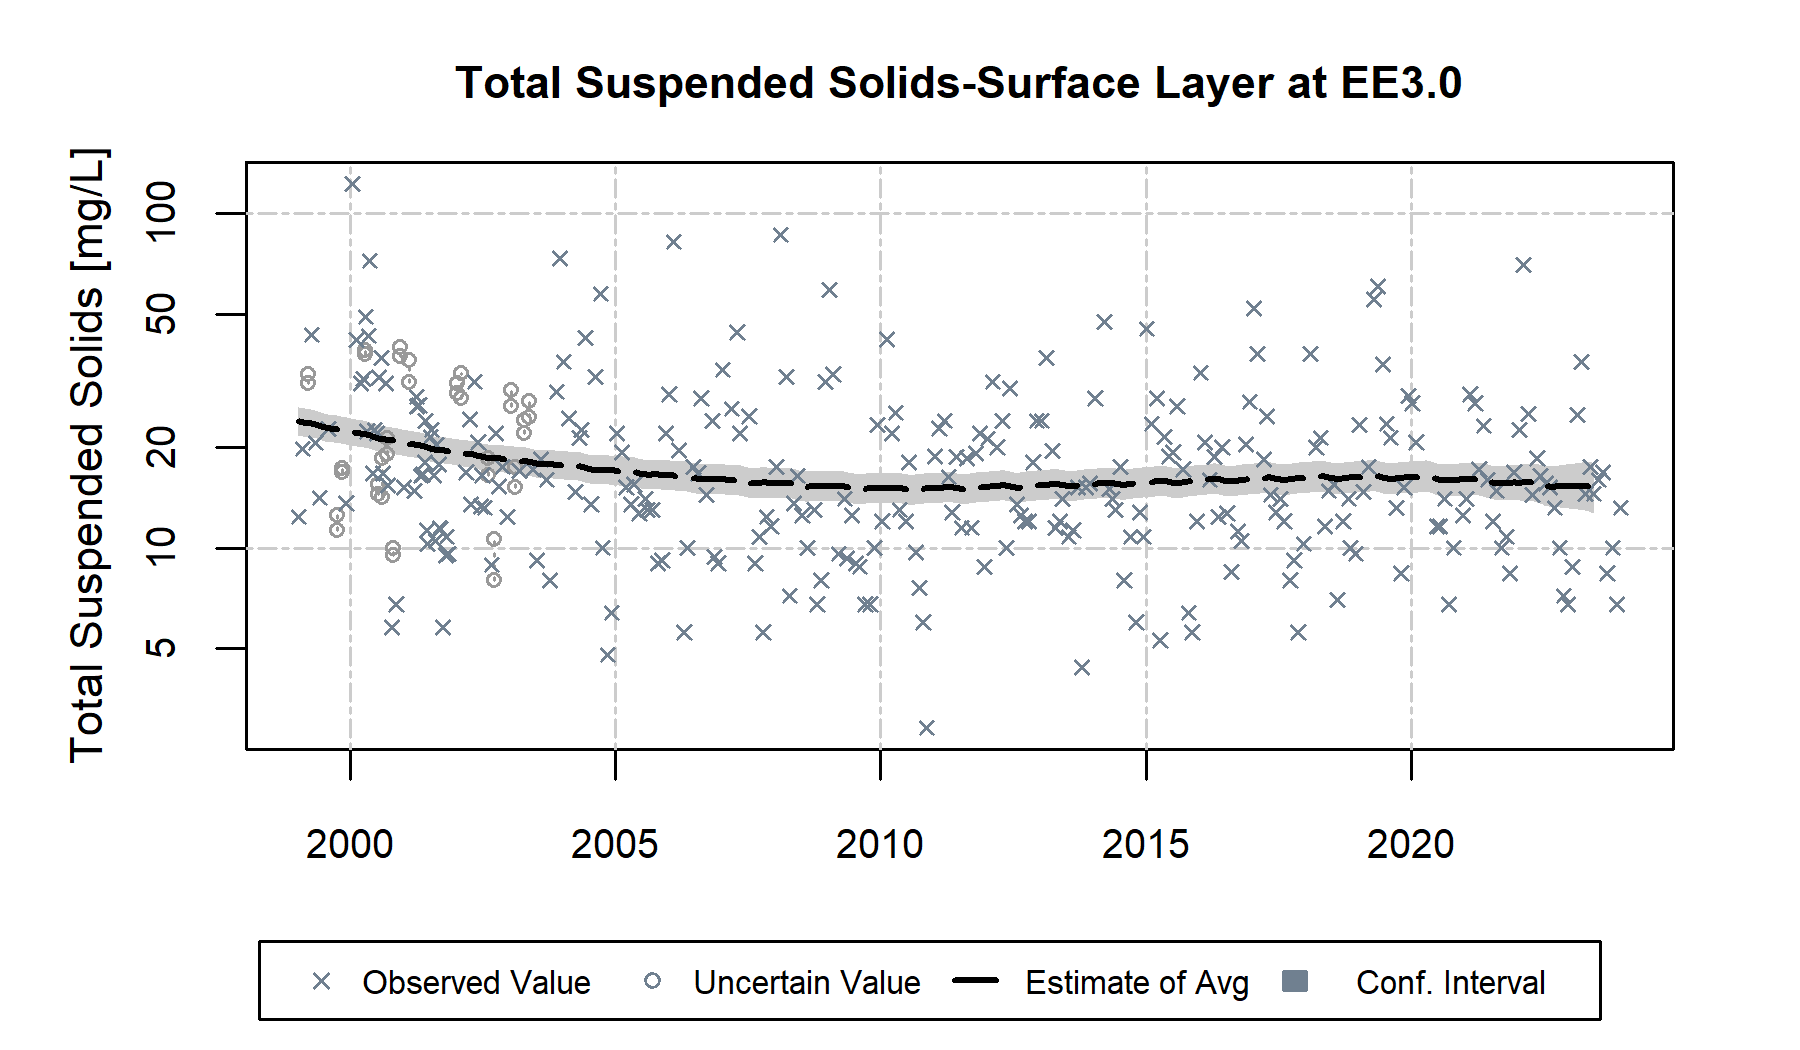 Total Suspended Solids-Surface Layer at EE3.0
Total Suspended Solids [mg/L]
100
50
20
10
5
2000 2005 2010 2015 2020
Observed Value Uncertain Value Estimate of Avg Conf. Interval